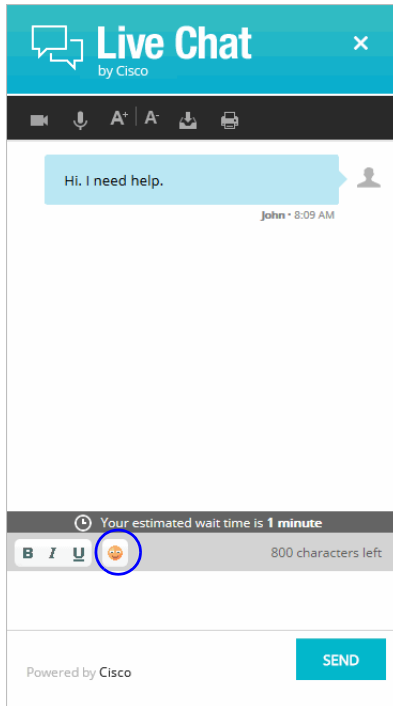 Live Chat
by Cisco
×
A+ A-
Hi. I need help.
John • 8:09 AM
Your estimated wait time is 1 minute
B I U 800 characters left
SEND
Powered by Cisco